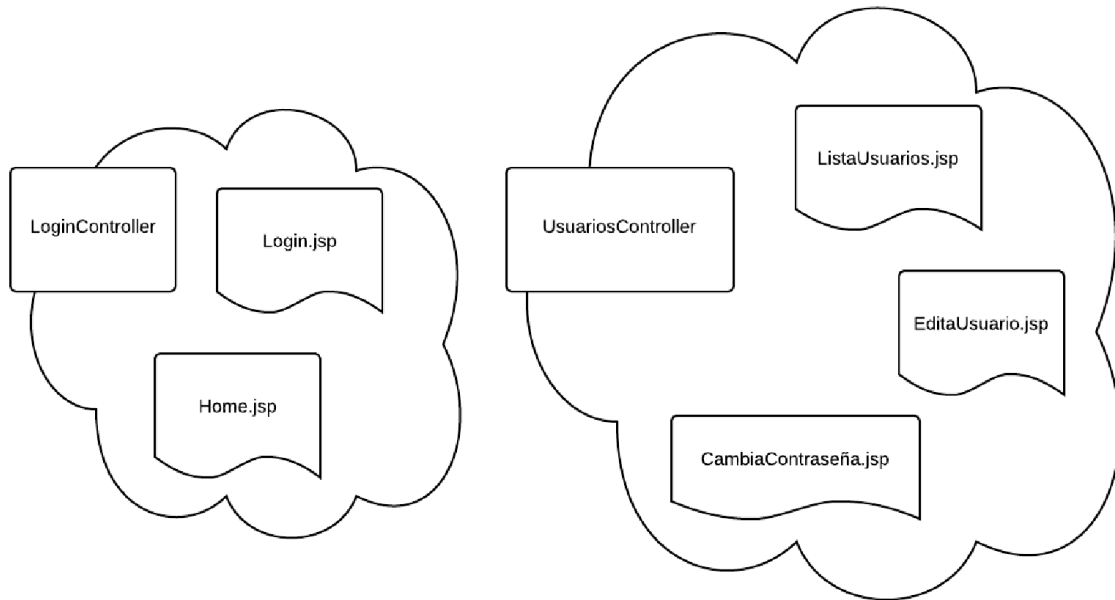 LoginController
Login.jsp
Home.jsp
UsuariosController
ListaUsuarios.jsp
EditaUsuario.jsp
CambiaContraseña.jsp